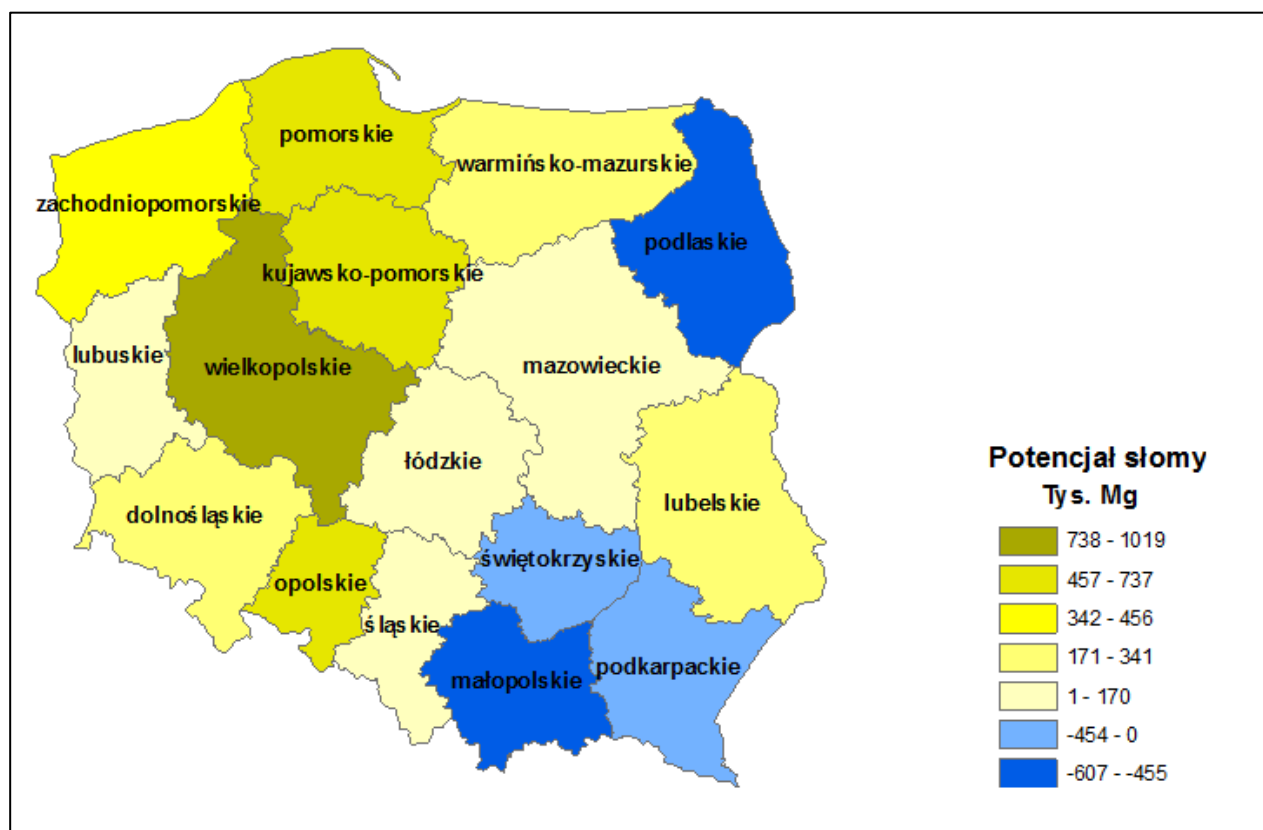 pomorskie
warmińsko-mazurskie
zachodniopomorskie
podlaskie
kujawsko-pomorskie
lubuskie
wielkopolskie
mazowieckie
łódzkie
lubelskie
dolnośląskie
świętokrzyskie
opolskie
śląskie
podkarpackie
małopolskie
Potencjał słomy
Tys. Mg
738 - 1019
457 - 737
342 - 456
171 - 341
1 - 170
-454 - 0
-607 - -455